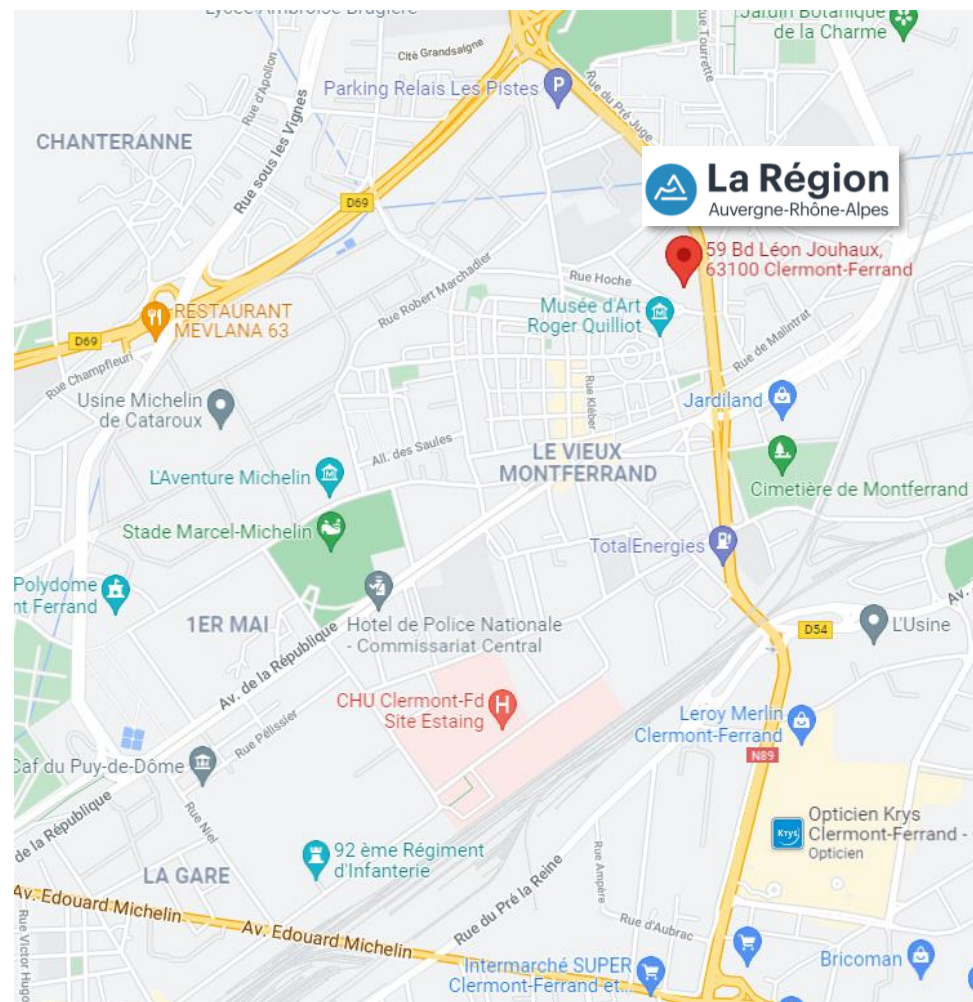 Lycée Ambroise Brugière
Jardin Botanique
de la Charme
Rue Tourrette
Cité Grandsaigne
Rue d'Apollon
Parking Relais Les Pistes
P
Rue du Pré Juge
CHANTERANNE
Rue sous les Vignes
La Région
Auvergne-Rhône-Alpes
D69
59 Bd Léon Jouhaux,
63100 Clermont-Ferrand
Rue Hoche
Rue Robert Marchadier
RESTAURANT
MEVLANA 63
Musée d'Art
Roger Quilliot
D69
Rue de Malintrat
Rue Champfleuri
Rue Kléber
Usine Michelin
de Cataroux
Jardiland
All. des Saules
LE VIEUX
MONTFERRAND
L'Aventure Michelin
Cimetière de Montferrand
Stade Marcel-Michelin
TotalEnergies
Polydome
nt Ferrand
Av.
1ER MAI
Hotel de Police Nationale
- Commissariat Central
D54
L'Usine
Av. de la République
CHU Clermont-Fd
Site Estaing
H
Leroy Merlin
Clermont-Ferrand
Rue Pélissier
N89
Caf du Puy-de-Dôme
de la République
Rue Niel
Krys
Opticien Krys
Clermont-Ferrand -
Opticien
92 ème Régiment
d'Infanterie
LA GARE
Rue du Pré la Reine
Rue Ampère
Av. Edouard Michelin
Rue d'Aubrac
Av. Edouard Michelin
Rue Victor Hugo
Intermarché SUPER
Clermont-Ferrand et...
Bricoman